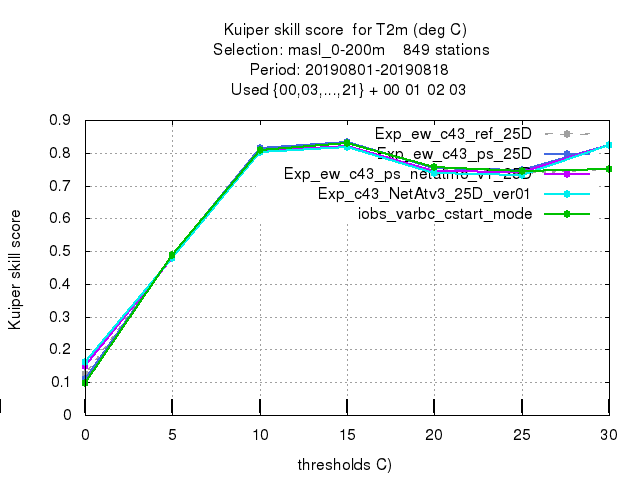 Kuiper skill score for T2m (deg C)
Selection: masl_0-200m 849 stations
Period: 20190801-20190818
Used {00,03,...,21} + 00 01 02 03
Exp_ew_c43_ref_25D
Exp_ew_c43_ps_25D
Exp_c43_NetAtv3_25D_ver01
iobs_varbc_cstart_mode
Kuiper skill score
0.9
0.8
0.7
0.6
0.5
0.4
0.3
0.2
0.1
0
0 5 10 15 20 25 30
thresholds C)